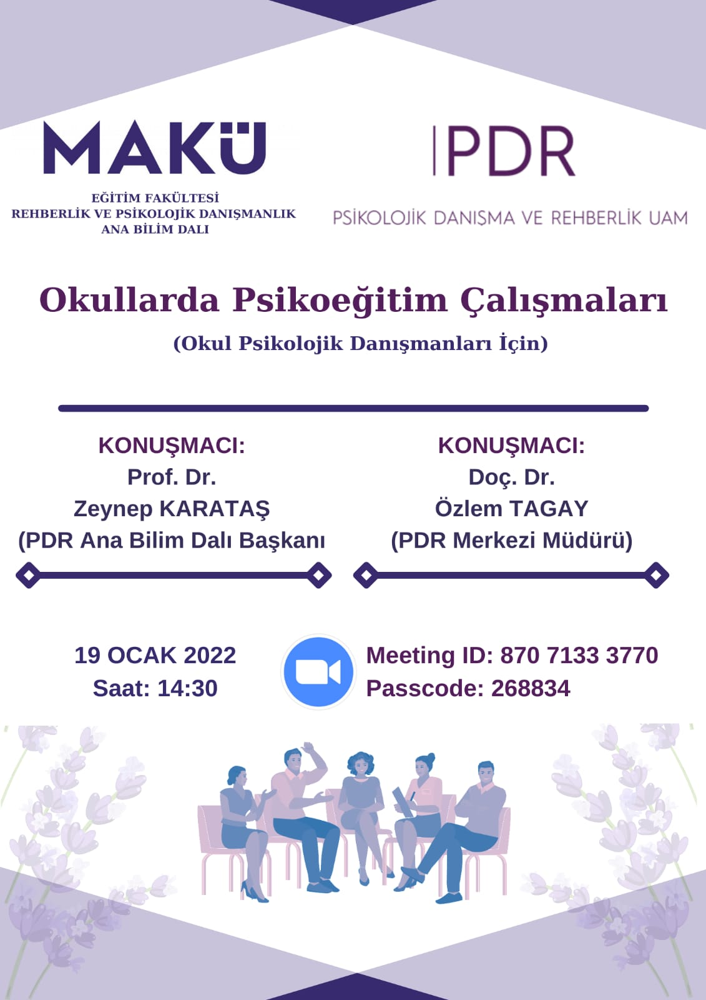 MAKÜ
EĞİTİM FAKÜLTESİ
REHBERLİK VE PSİKOLOJİK DANIŞMANLIK
ANA BİLİM DALI
PDR
PSİKOLOJİK DANIŞMA VE REHBERLİK UAM
Okullarda Psikoeğitim Çalışmaları
(Okul Psikolojik Danışmanları İçin)
KONUŞMACI:
Prof. Dr.
Zeynep KARATAŞ
(PDR Ana Bilim Dalı Başkanı
KONUŞMACI:
Doç. Dr.
Özlem TAGAY
(PDR Merkezi Müdürü)
19 OCAK 2022
Saat: 14:30
Meeting ID: 870 7133 3770
Passcode: 268834